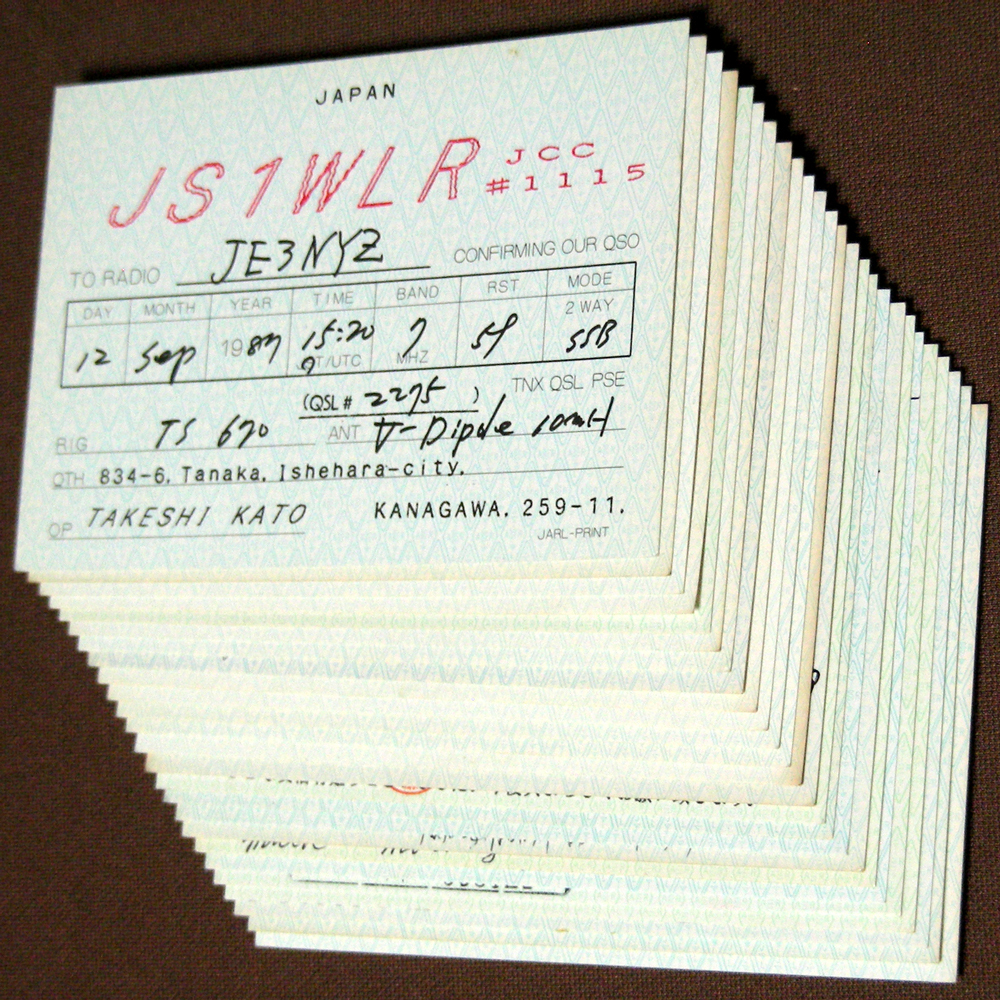 JAPAN
JS1WLR JCC
#1115
TO RADIO JE3NYZ CONFIRMING OUR QSO
DAY MONTH YEAR TIME BAND RST MODE
2 WAY
12 Sep 1987 15:20 7 59 SSB
T/UTC MHZ
(QSL# 2275) TNX QSL PSE
RIG TS 670 ANT V-Dipole 10mH
QTH 834-6, Tanaka, Ishehara-city,
OP TAKESHI KATO KANAGAWA, 259-11.
JARL-PRINT